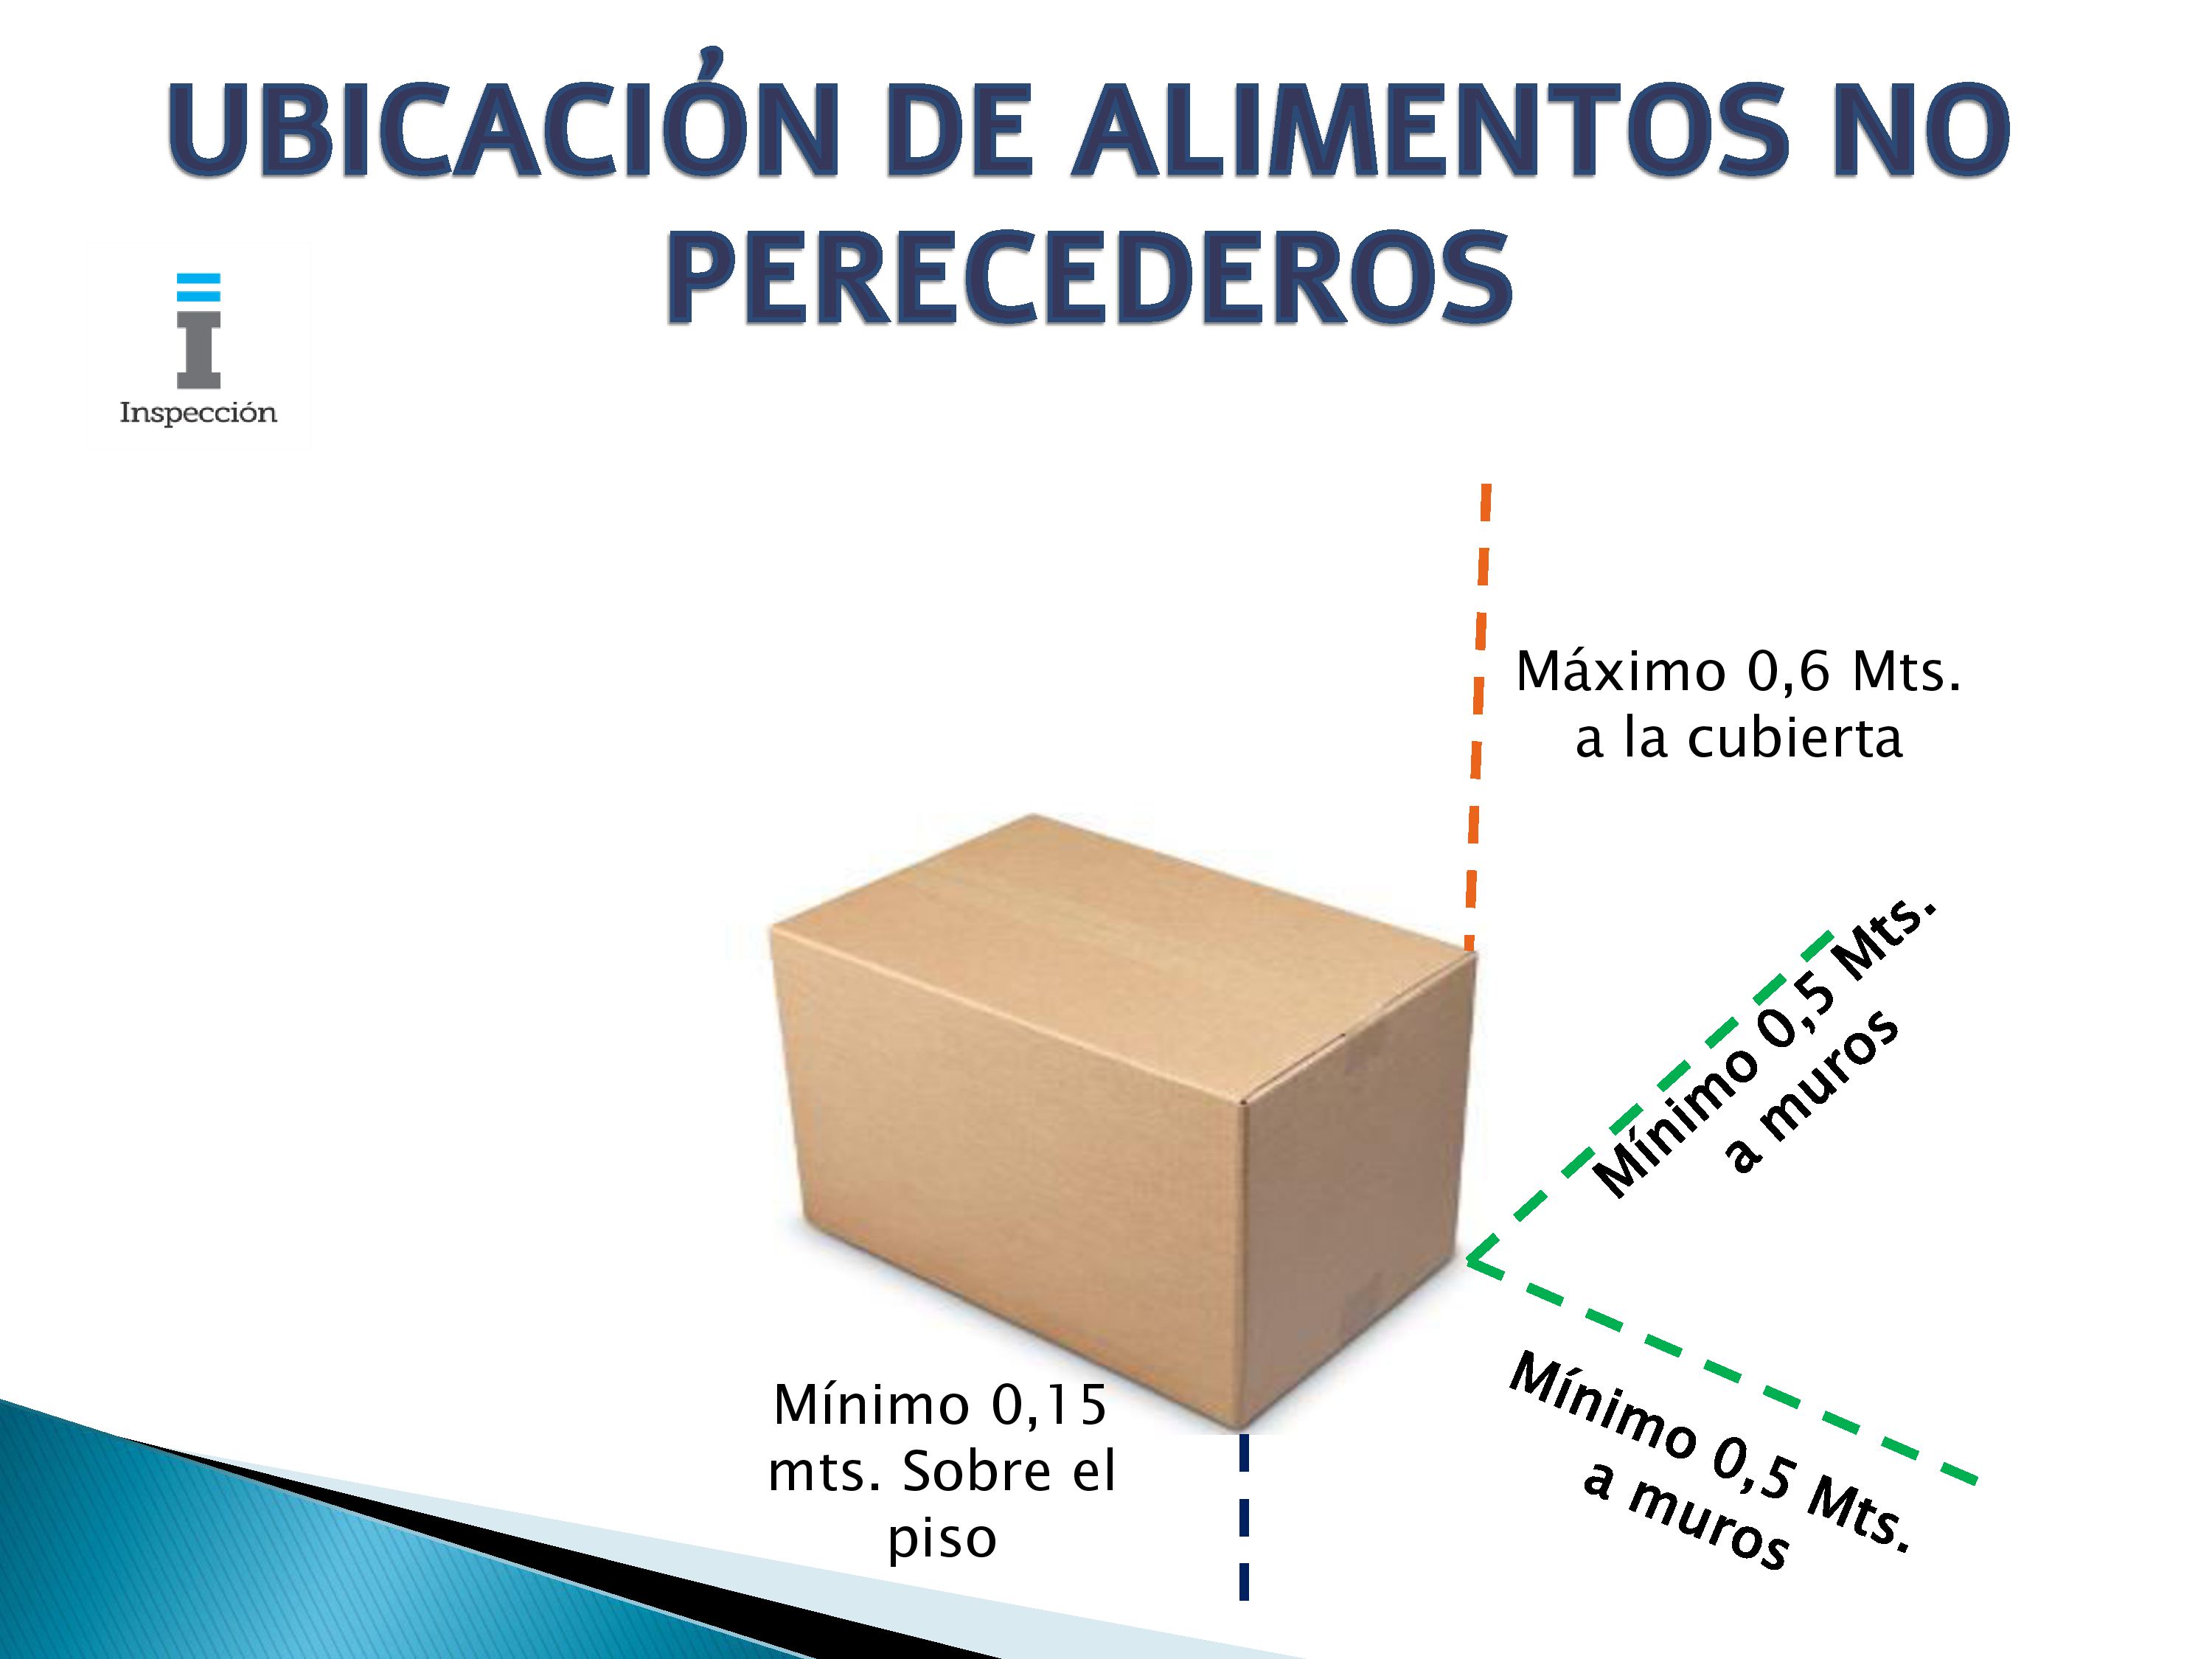 UBICACIÓN DE ALIMENTOS NO
PERECEDEROS
Inspección
Máximo 0,6 Mts.
a la cubierta
Mínimo 0,5 Mts.
a muros
Mínimo 0,5 Mts.
a muros
Mínimo 0,15
mts. Sobre el
piso